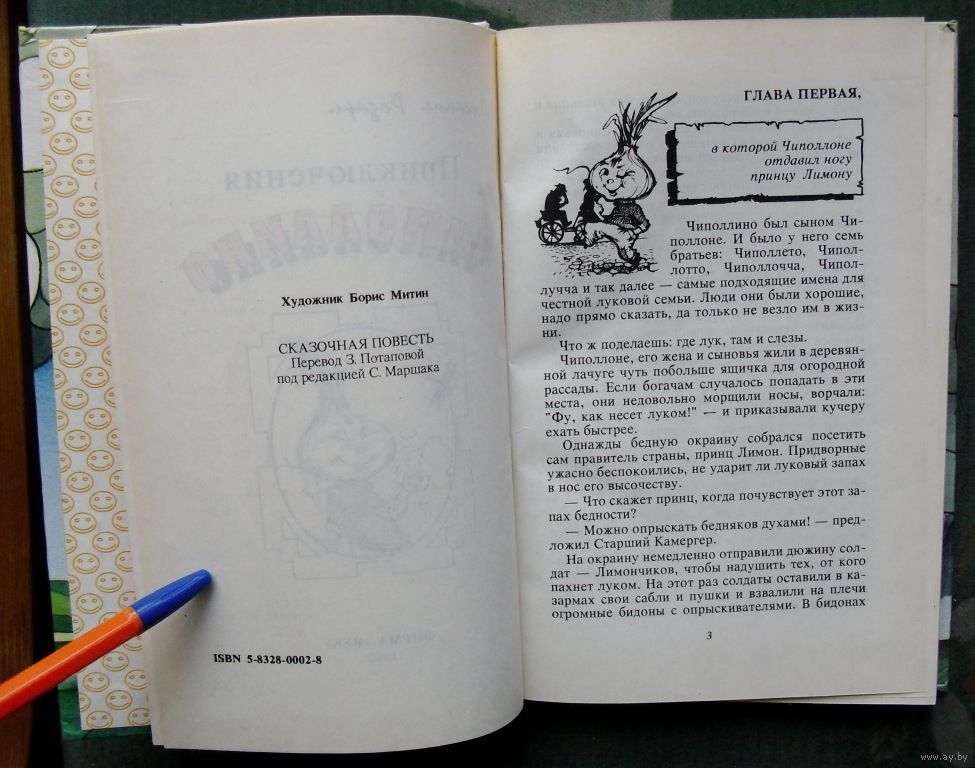 Художник Борис Митин
СКАЗОЧНАЯ ПОВЕСТЬ
Перевод З. Потаповой
под редакцией С. Маршака
ISBN 5-8328-0002-8
ГЛАВА ПЕРВАЯ,
в которой Чиполлоне
отдавил ногу
принцу Лимону
Чиполлино был сыном Чи-
поллоне. И было у него семь
братьев: Чиполлето, Чипол-
лотто, Чиполлочча, Чипол-
лучча и так далее — самые подходящие имена для
честной луковой семьи. Люди они были хорошие,
надо прямо сказать, да только не везло им в жиз-
ни.
Что ж поделаешь: где лук, там и слезы.
Чиполлоне, его жена и сыновья жили в деревян-
ной лачуге чуть побольше ящичка для огородной
рассады. Если богачам случалось попадать в эти
места, они недовольно морщили носы, ворчали:
"Фу, как несет луком!" — и приказывали кучеру
ехать быстрее.
Однажды бедную окраину собрался посетить
сам правитель страны, принц Лимон. Придворные
ужасно беспокоились, не ударит ли луковый запах
в нос его высочеству.
— Что скажет принц, когда почувствует этот за-
пах бедности?
— Можно опрыскать бедняков духами! — пред-
ложил Старший Камергер.
На окраину немедленно отправили дюжину сол-
дат — Лимончиков, чтобы надушить тех, от кого
пахнет луком. На этот раз солдаты оставили в ка-
зармах свои сабли и пушки и взвалили на плечи
огромные бидоны с опрыскивателями. В бидонах
3
Приключения
www.ay.by